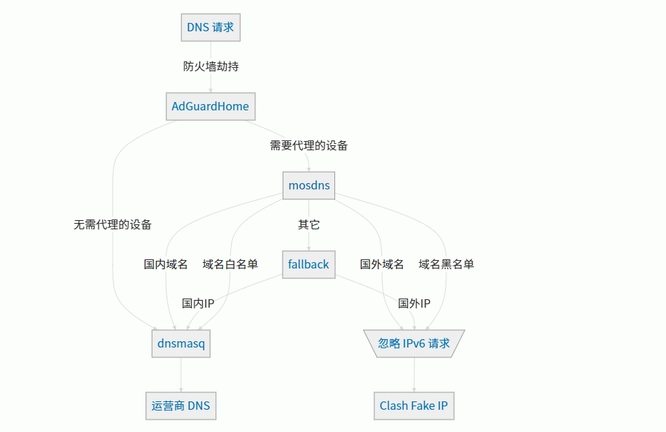 DNS 请求
防火墙劫持
AdGuardHome
需要代理的设备
mosdns
无需代理的设备
其它
国内域名
域名白名单
fallback
国外域名
域名黑名单
国内IP
国外IP
dnsmasq
忽略 IPv6 请求
运营商 DNS
Clash Fake IP